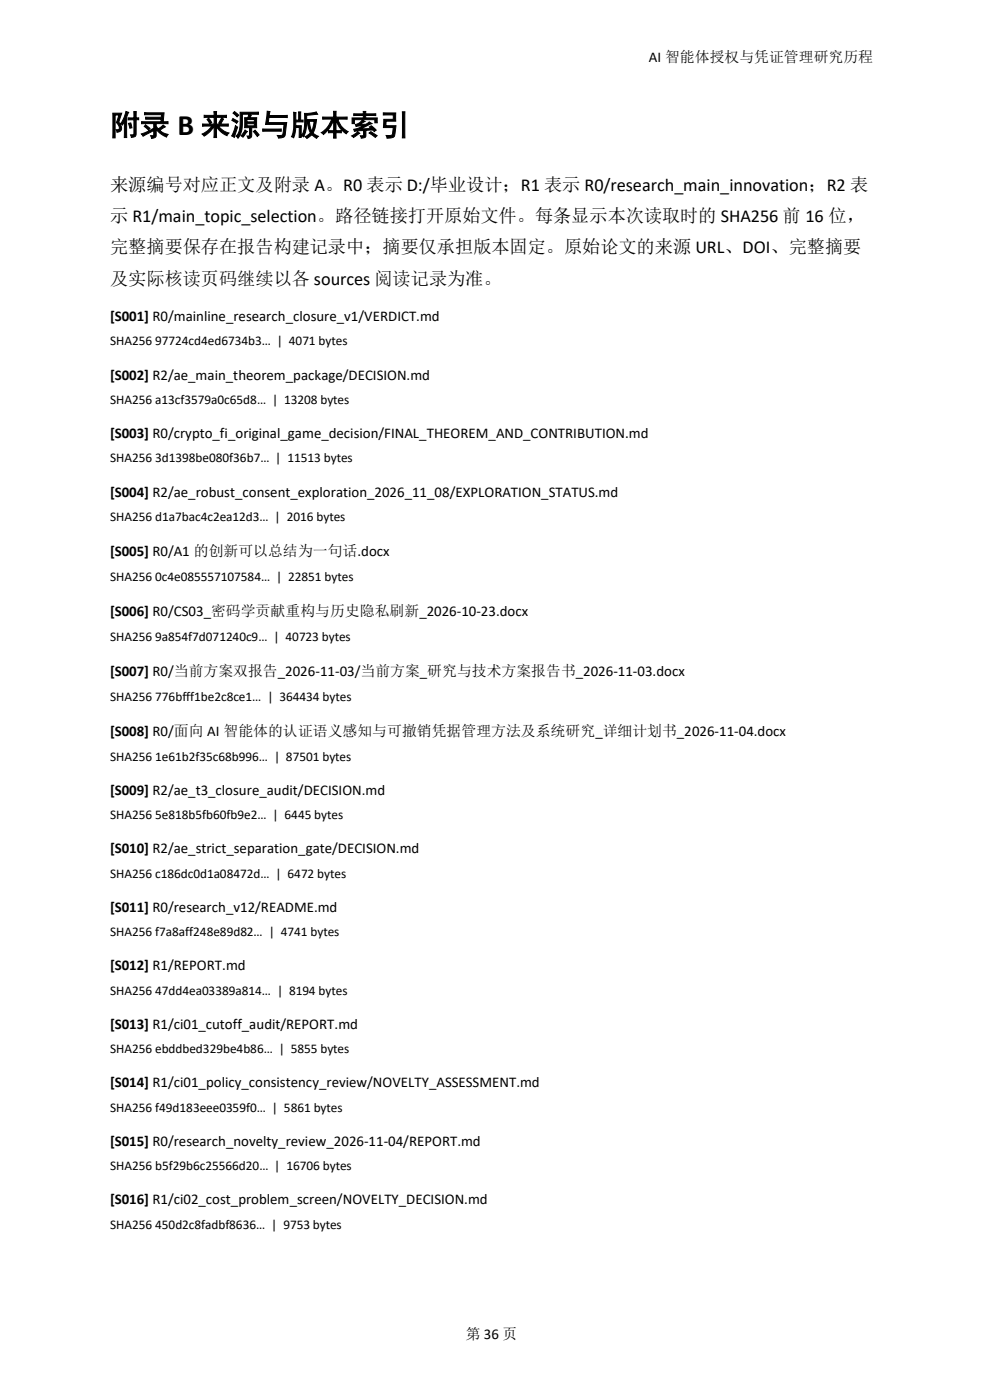 AI 智能体授权与凭证管理研究历程
附录 B 来源与版本索引
来源编号对应正文及附录 A。R0 表示 D:/毕业设计；R1 表示 R0/research_main_innovation；R2 表
示 R1/main_topic_selection。路径链接打开原始文件。每条显示本次读取时的 SHA256 前 16 位，
完整摘要保存在报告构建记录中；摘要仅承担版本固定。原始论文的来源 URL、DOI、完整摘要
及实际核读页码继续以各 sources 阅读记录为准。
[S001] R0/mainline_research_closure_v1/VERDICT.md
SHA256 97724cd4ed6734b3... | 4071 bytes
[S002] R2/ae_main_theorem_package/DECISION.md
SHA256 a13cf3579a0c65d8... | 13208 bytes
[S003] R0/crypto_fi_original_game_decision/FINAL_THEOREM_AND_CONTRIBUTION.md
SHA256 3d1398be080f36b7... | 11513 bytes
[S004] R2/ae_robust_consent_exploration_2026_11_08/EXPLORATION_STATUS.md
SHA256 d1a7bac4c2ea12d3... | 2016 bytes
[S005] R0/A1 的创新可以总结为一句话.docx
SHA256 0c4e085557107584... | 22851 bytes
[S006] R0/CS03_密码学贡献重构与历史隐私刷新_2026-10-23.docx
SHA256 9a854f7d071240c9... | 40723 bytes
[S007] R0/当前方案双报告_2026-11-03/当前方案_研究与技术方案报告书_2026-11-03.docx
SHA256 776bfff1be2c8ce1... | 364434 bytes
[S008] R0/面向 AI 智能体的认证语义感知与可撤销凭据管理方法及系统研究_详细计划书_2026-11-04.docx
SHA256 1e61b2f35c68b996... | 87501 bytes
[S009] R2/ae_t3_closure_audit/DECISION.md
SHA256 5e818b5fb60fb9e2... | 6445 bytes
[S010] R2/ae_strict_separation_gate/DECISION.md
SHA256 c186dc0d1a08472d... | 6472 bytes
[S011] R0/research_v12/README.md
SHA256 f7a8aff248e89d82... | 4741 bytes
[S012] R1/REPORT.md
SHA256 47dd4ea03389a814... | 8194 bytes
[S013] R1/ci01_cutoff_audit/REPORT.md
SHA256 ebddbed329be4b86... | 5855 bytes
[S014] R1/ci01_policy_consistency_review/NOVELTY_ASSESSMENT.md
SHA256 f49d183eee0359f0... | 5861 bytes
[S015] R0/research_novelty_review_2026-11-04/REPORT.md
SHA256 b5f29b6c25566d20... | 16706 bytes
[S016] R1/ci02_cost_problem_screen/NOVELTY_DECISION.md
SHA256 450d2c8fadbf8636... | 9753 bytes
第 36 页